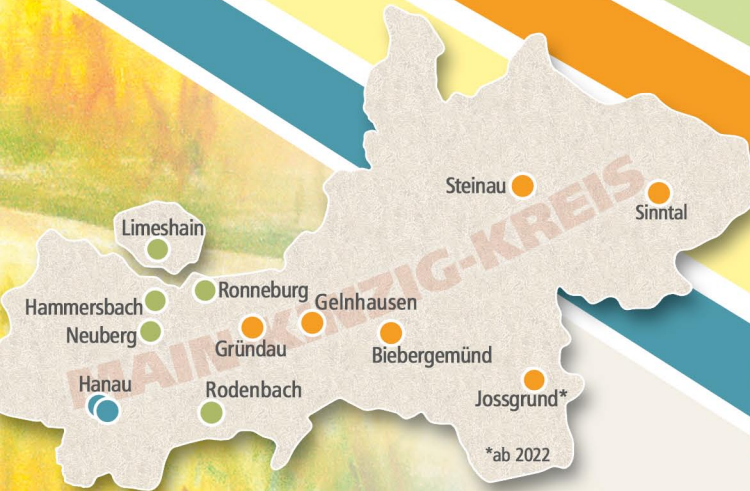 Steinau
Sinntal
Limeshain
MAIN-KINZIG-KREIS
Ronneburg
Hammersbach
Gelnhausen
Neuberg
Gründau
Biebergemünd
Hanau
Rodenbach
Jossgrund*
*ab 2022